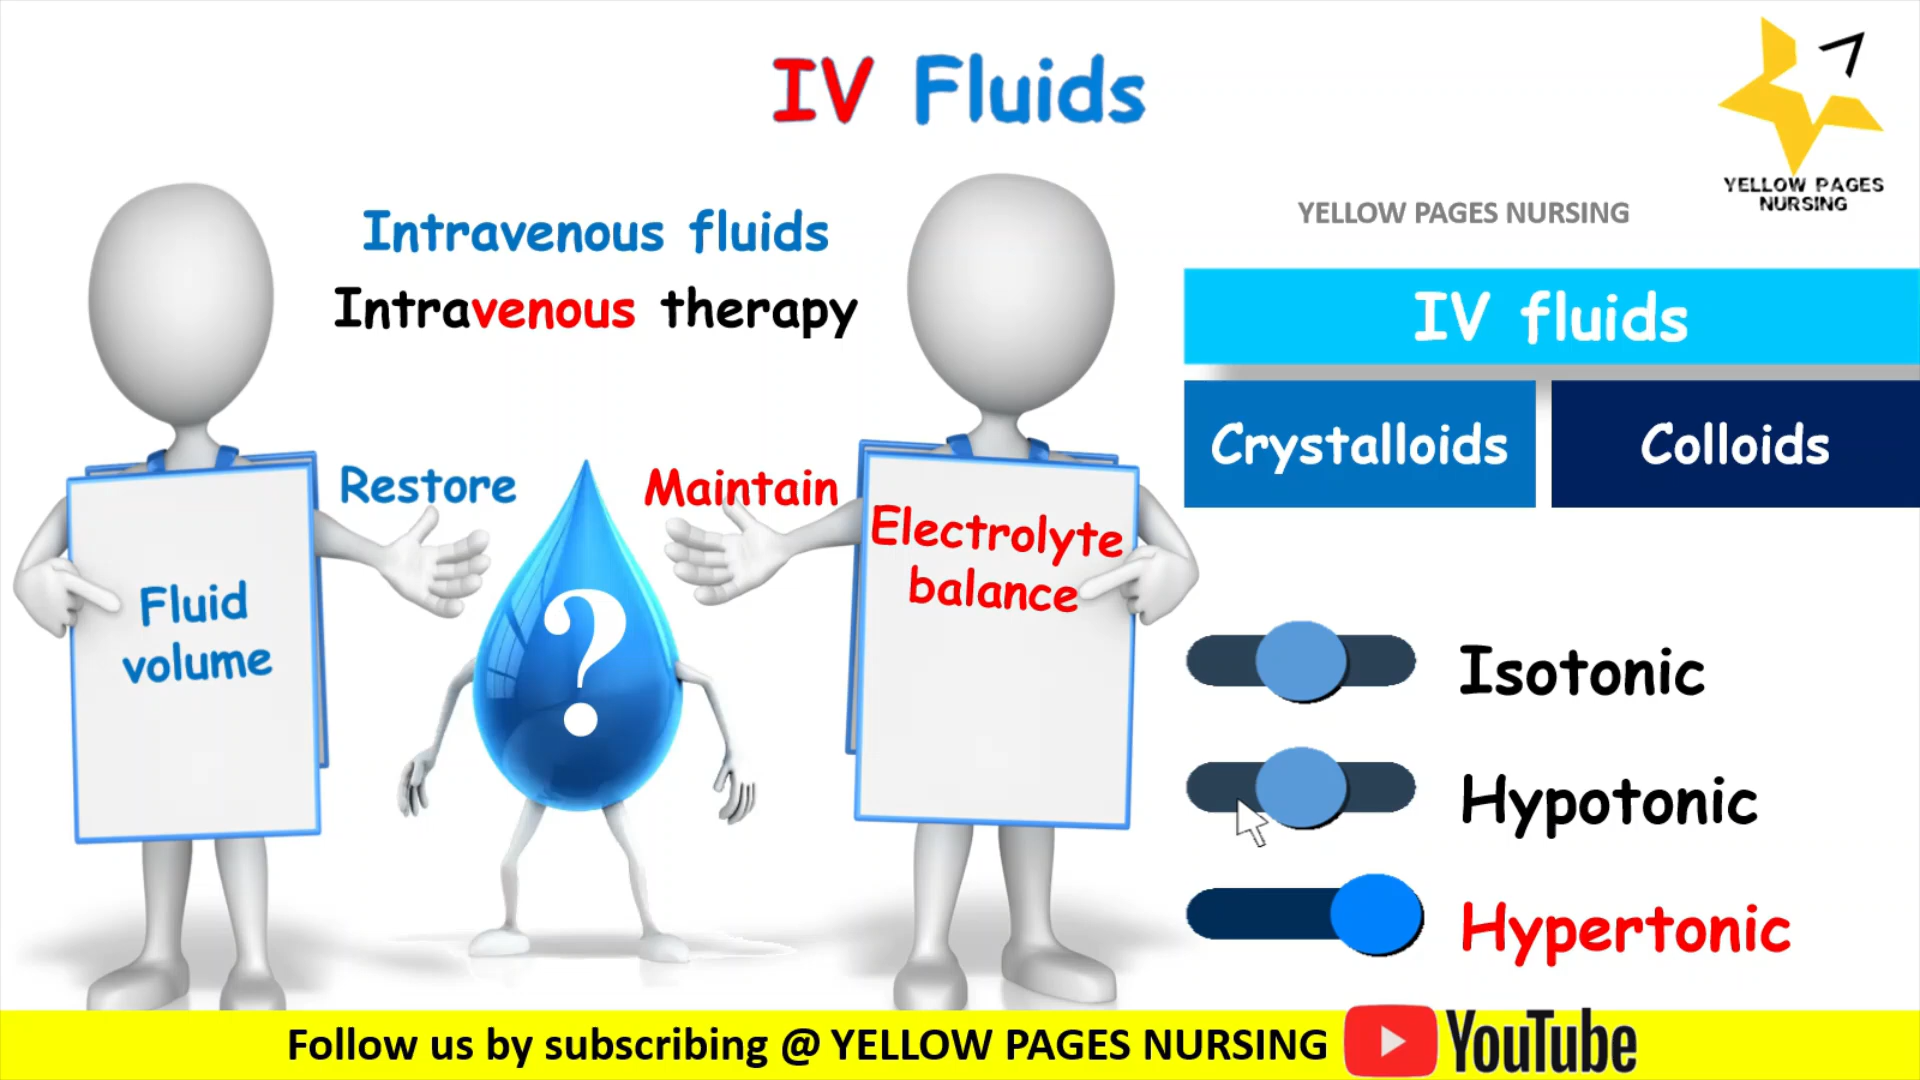 IV Fluids
YELLOW PAGES
NURSING
YELLOW PAGES NURSING
Intravenous fluids
Intravenous therapy
IV fluids
Crystalloids
Colloids
Restore
Maintain
Fluid
volume
?
Electrolyte
balance
Isotonic
Hypotonic
Hypertonic
Follow us by subscribing @ YELLOW PAGES NURSING YouTube